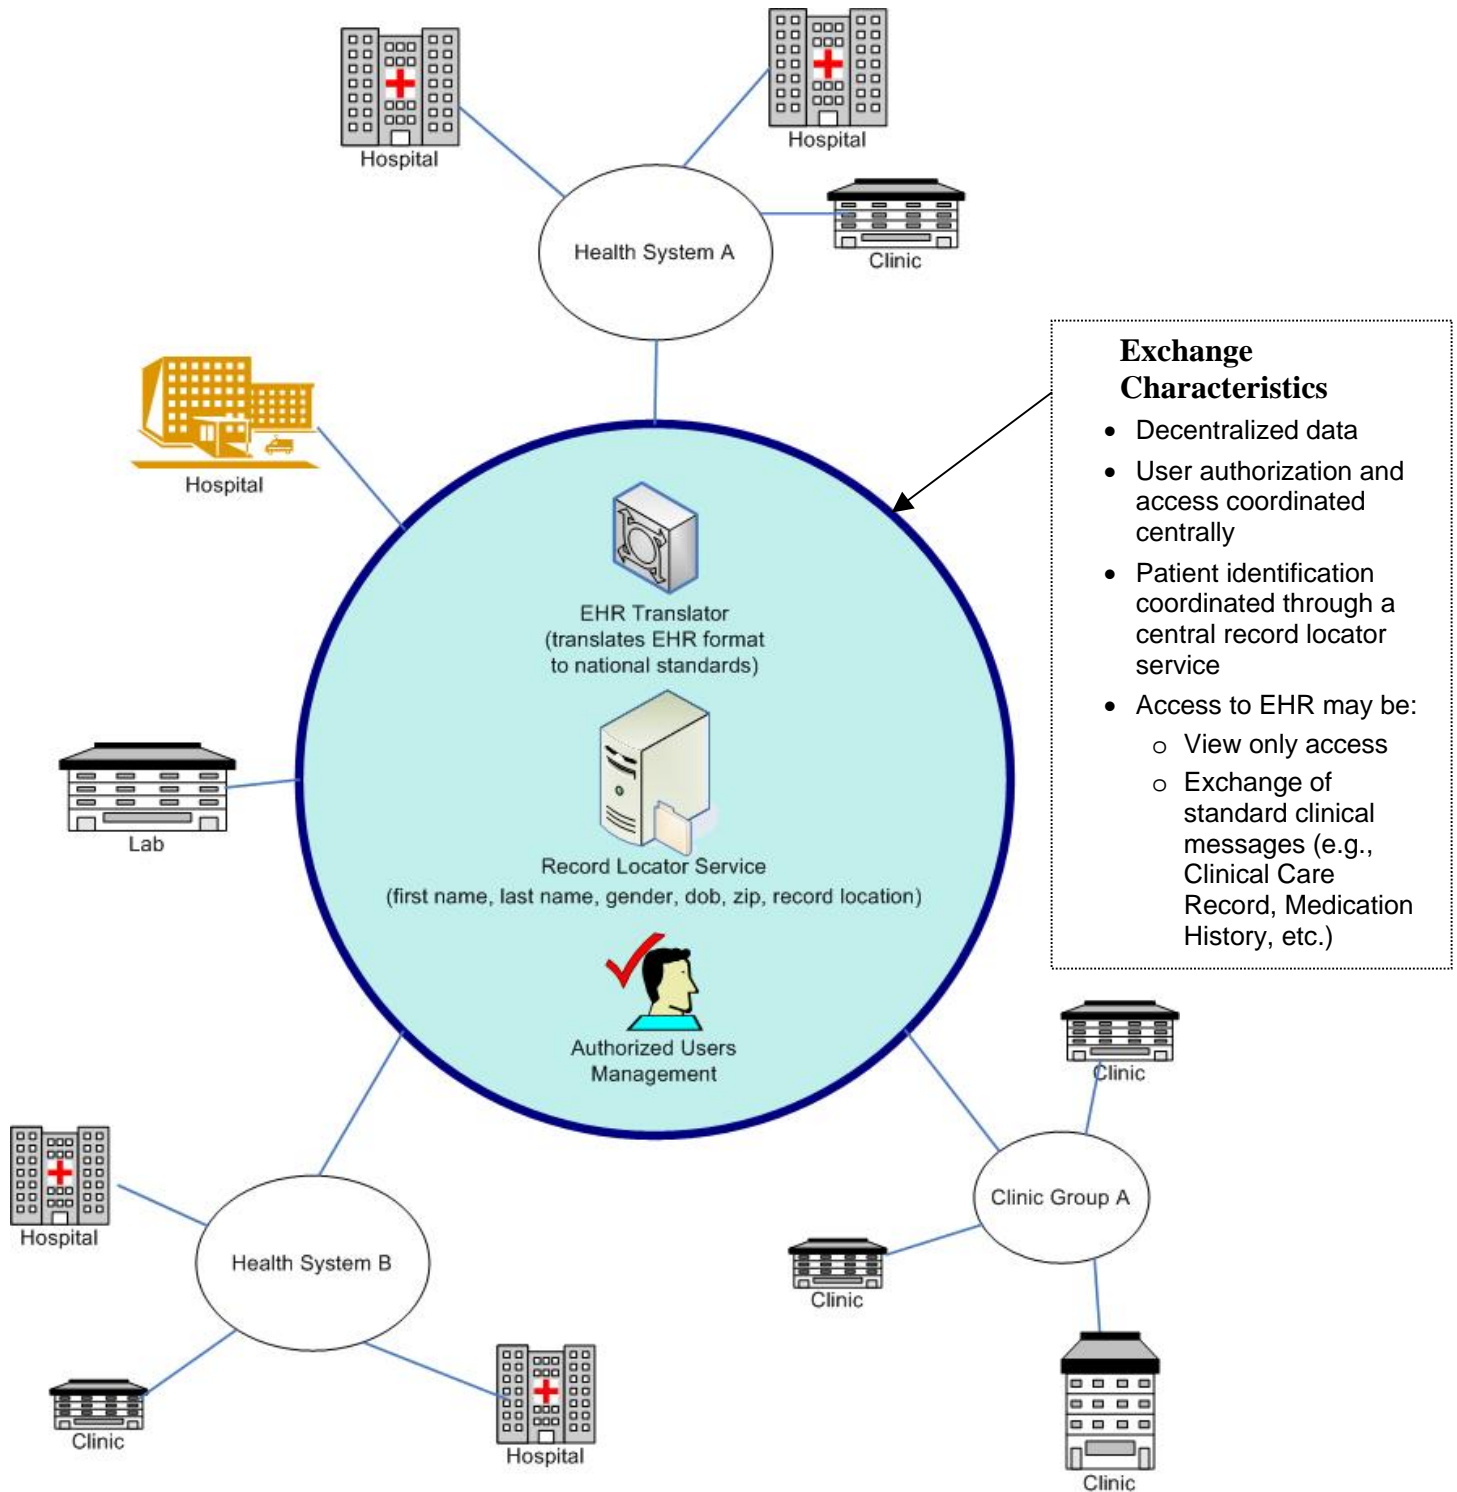 Hospital
Hospital
Health System A
Clinic
Exchange
Characteristics
• Decentralized data
• User authorization and
access coordinated
centrally
• Patient identification
coordinated through a
central record locator
service
• Access to EHR may be:
o View only access
o Exchange of
standard clinical
messages (e.g.,
Clinical Care
Record, Medication
History, etc.)
Hospital
EHR Translator
(translates EHR format
to national standards)
Lab
Record Locator Service
(first name, last name, gender, dob, zip, record location)
Authorized Users
Management
Clinic
Clinic Group A
Hospital
Health System B
Clinic
Clinic
Hospital
Clinic